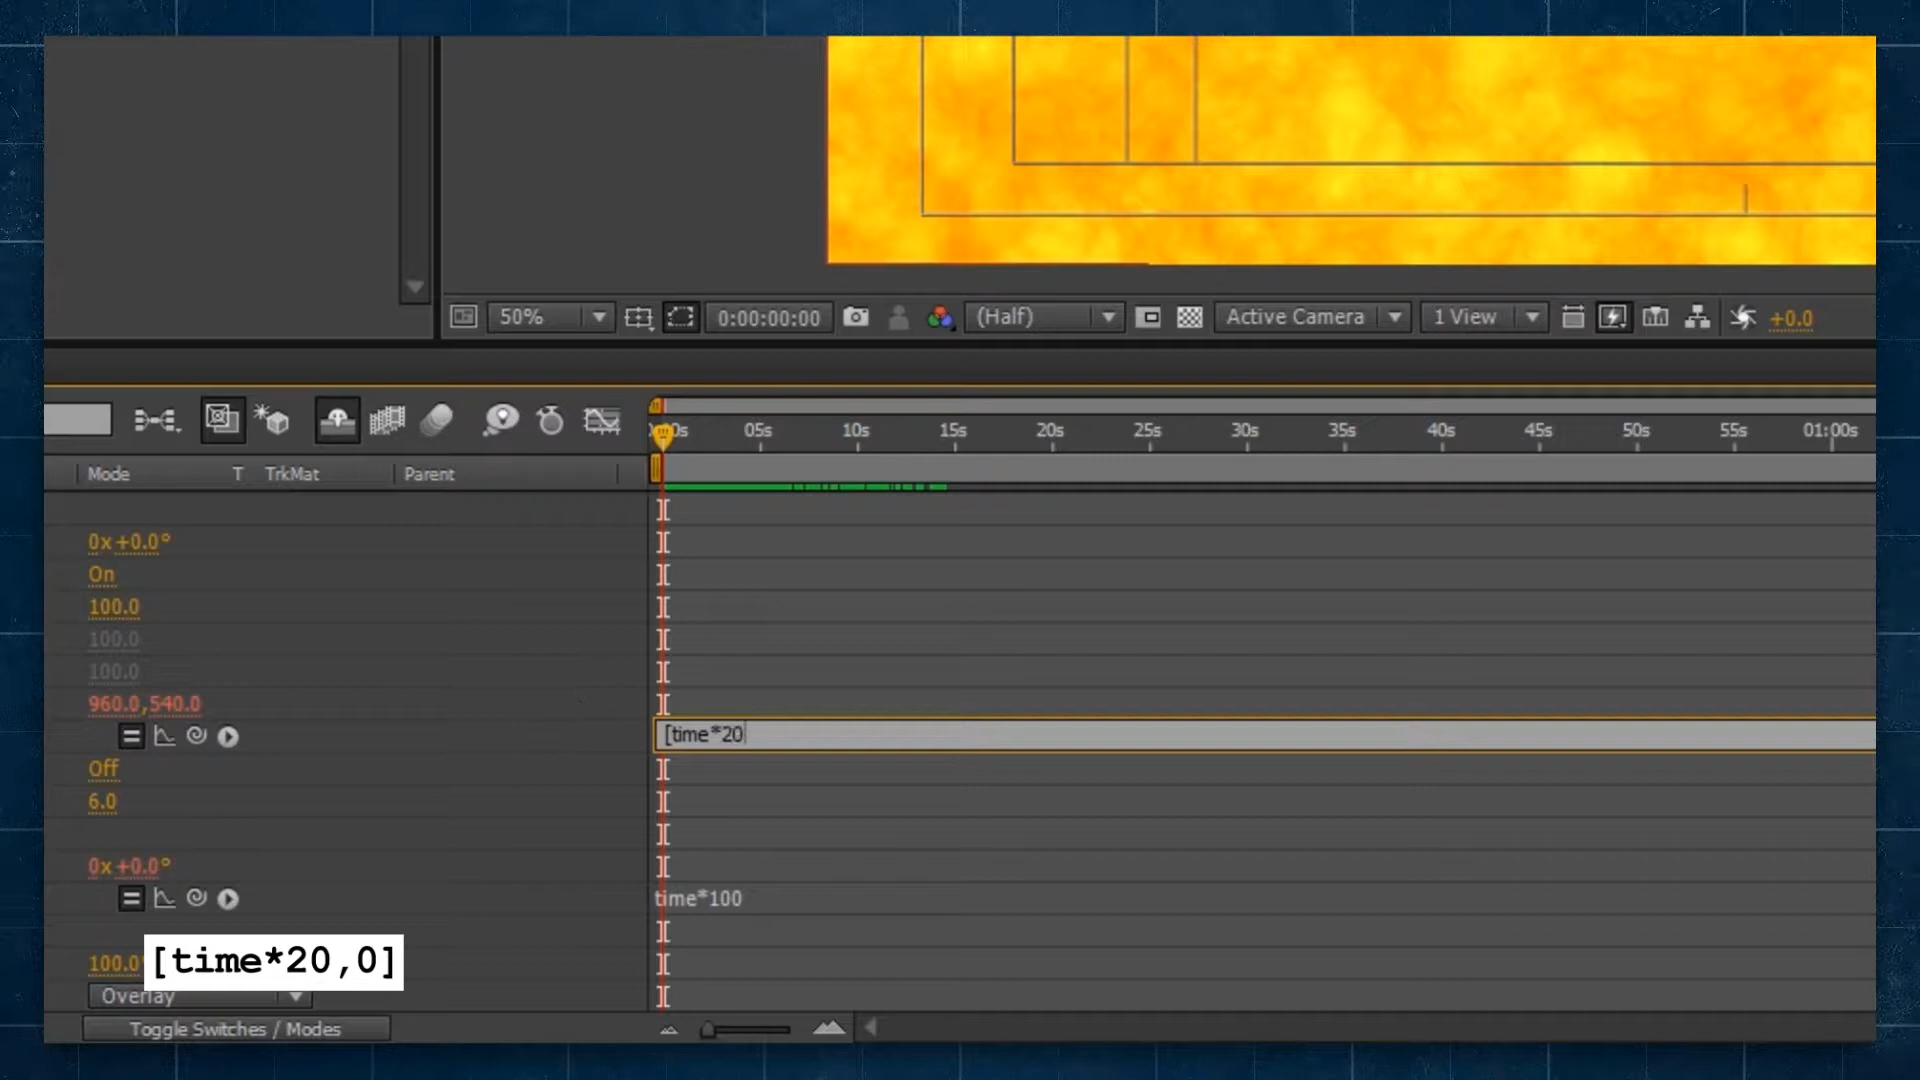 50%
0:00:00:00
(Half)
Active Camera
1 View
+0.0
05s
10s
15s
20s
25s
30s
35s
40s
45s
50s
55s
01:00s
Mode
T
TrkMat
Parent
0x+0.0°
On
100.0
100.0
100.0
960.0,540.0
[time*20
Off
6.0
0x+0.0°
time*100
[time*20,0]
100.0
Overlay
Toggle Switches / Modes